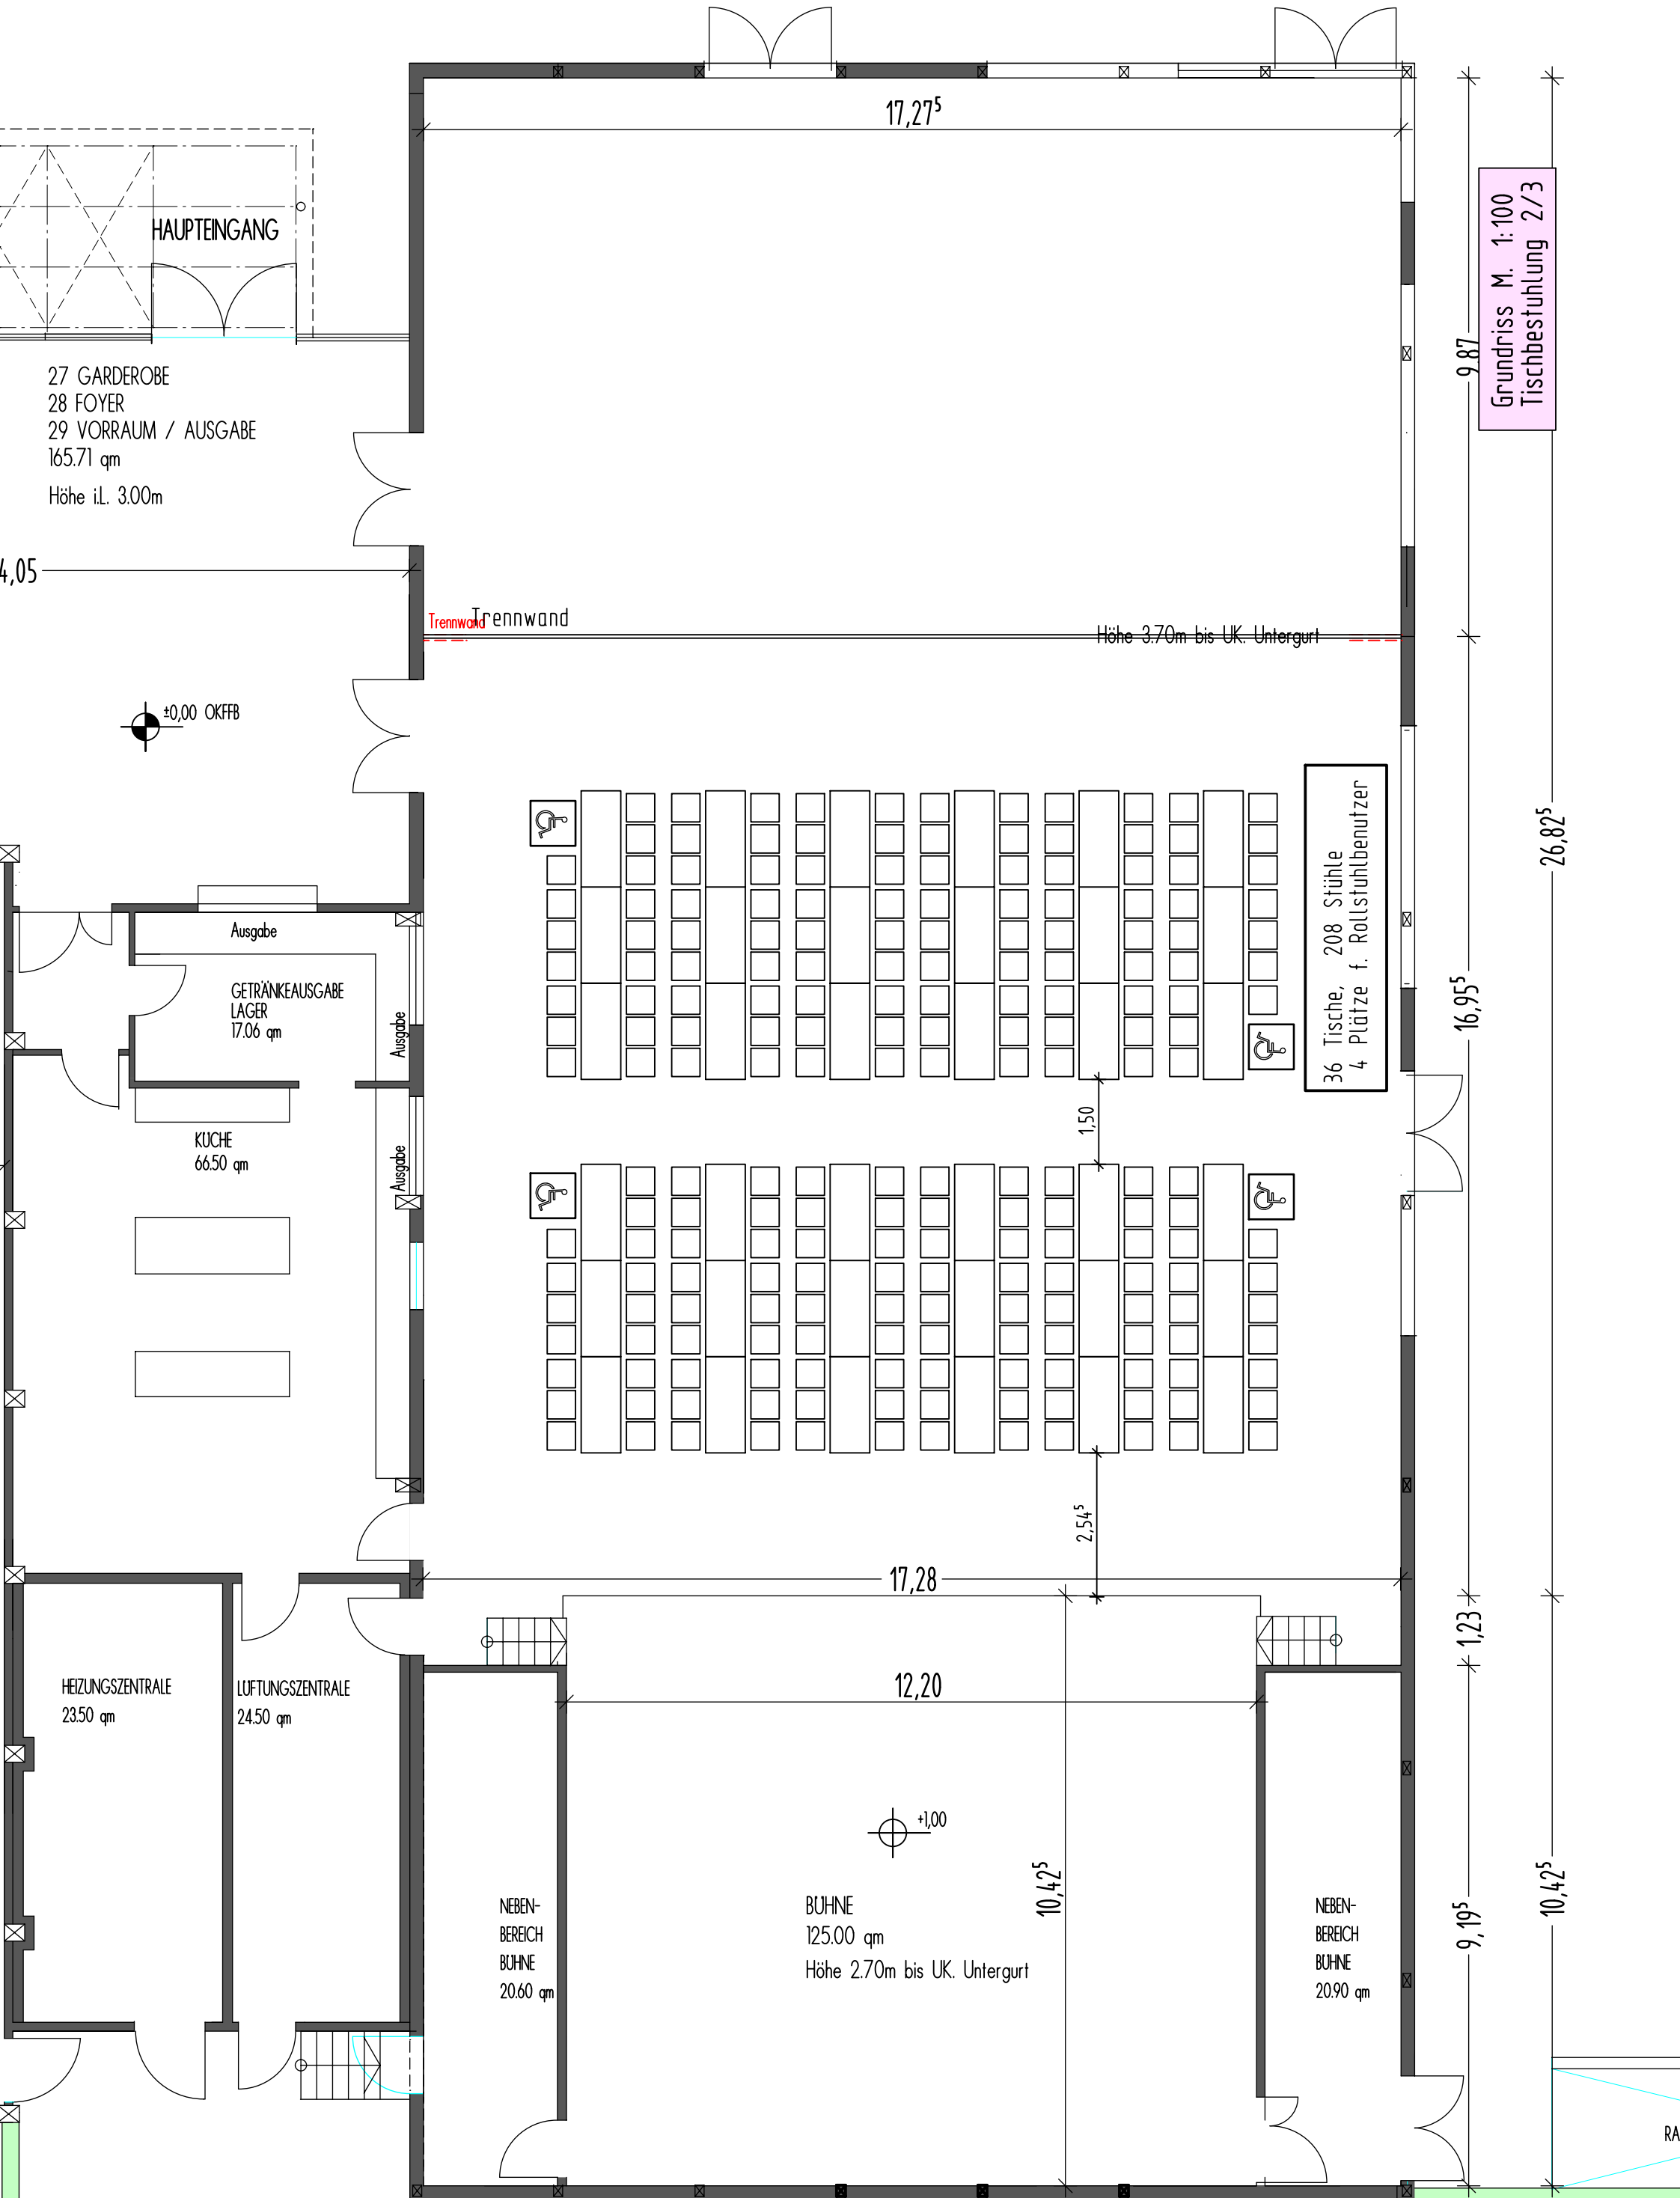 17,27⁵
HAUPTEINGANG
Grundriss M. 1:100
Tischbestuhlung 2/3
9,87
27 GARDEROBE
28 FOYER
29 VORRAUM / AUSGABE
165.71 qm
Höhe i.L. 3.00m
4,05
Trennwand
Trennwand
Höhe 3.70m bis UK. Untergurt
±0,00 OKFFB
36 Tische, 208 Stühle
4 Plätze f. Rollstuhlbenutzer
26,82⁵
16,95⁵
Ausgabe
GETRÄNKEAUSGABE
LAGER
17.06 qm
Ausgabe
1,50
KÜCHE
66.50 qm
Ausgabe
2,54⁵
17,28
1,23
HEIZUNGSZENTRALE
23.50 qm
LÜFTUNGSZENTRALE
24.50 qm
12,20
+1,00
10,42⁵
NEBEN-
BEREICH
BÜHNE
20.60 qm
BÜHNE
125.00 qm
Höhe 2.70m bis UK. Untergurt
NEBEN-
BEREICH
BÜHNE
20.90 qm
9,19⁵
10,42⁵
RA